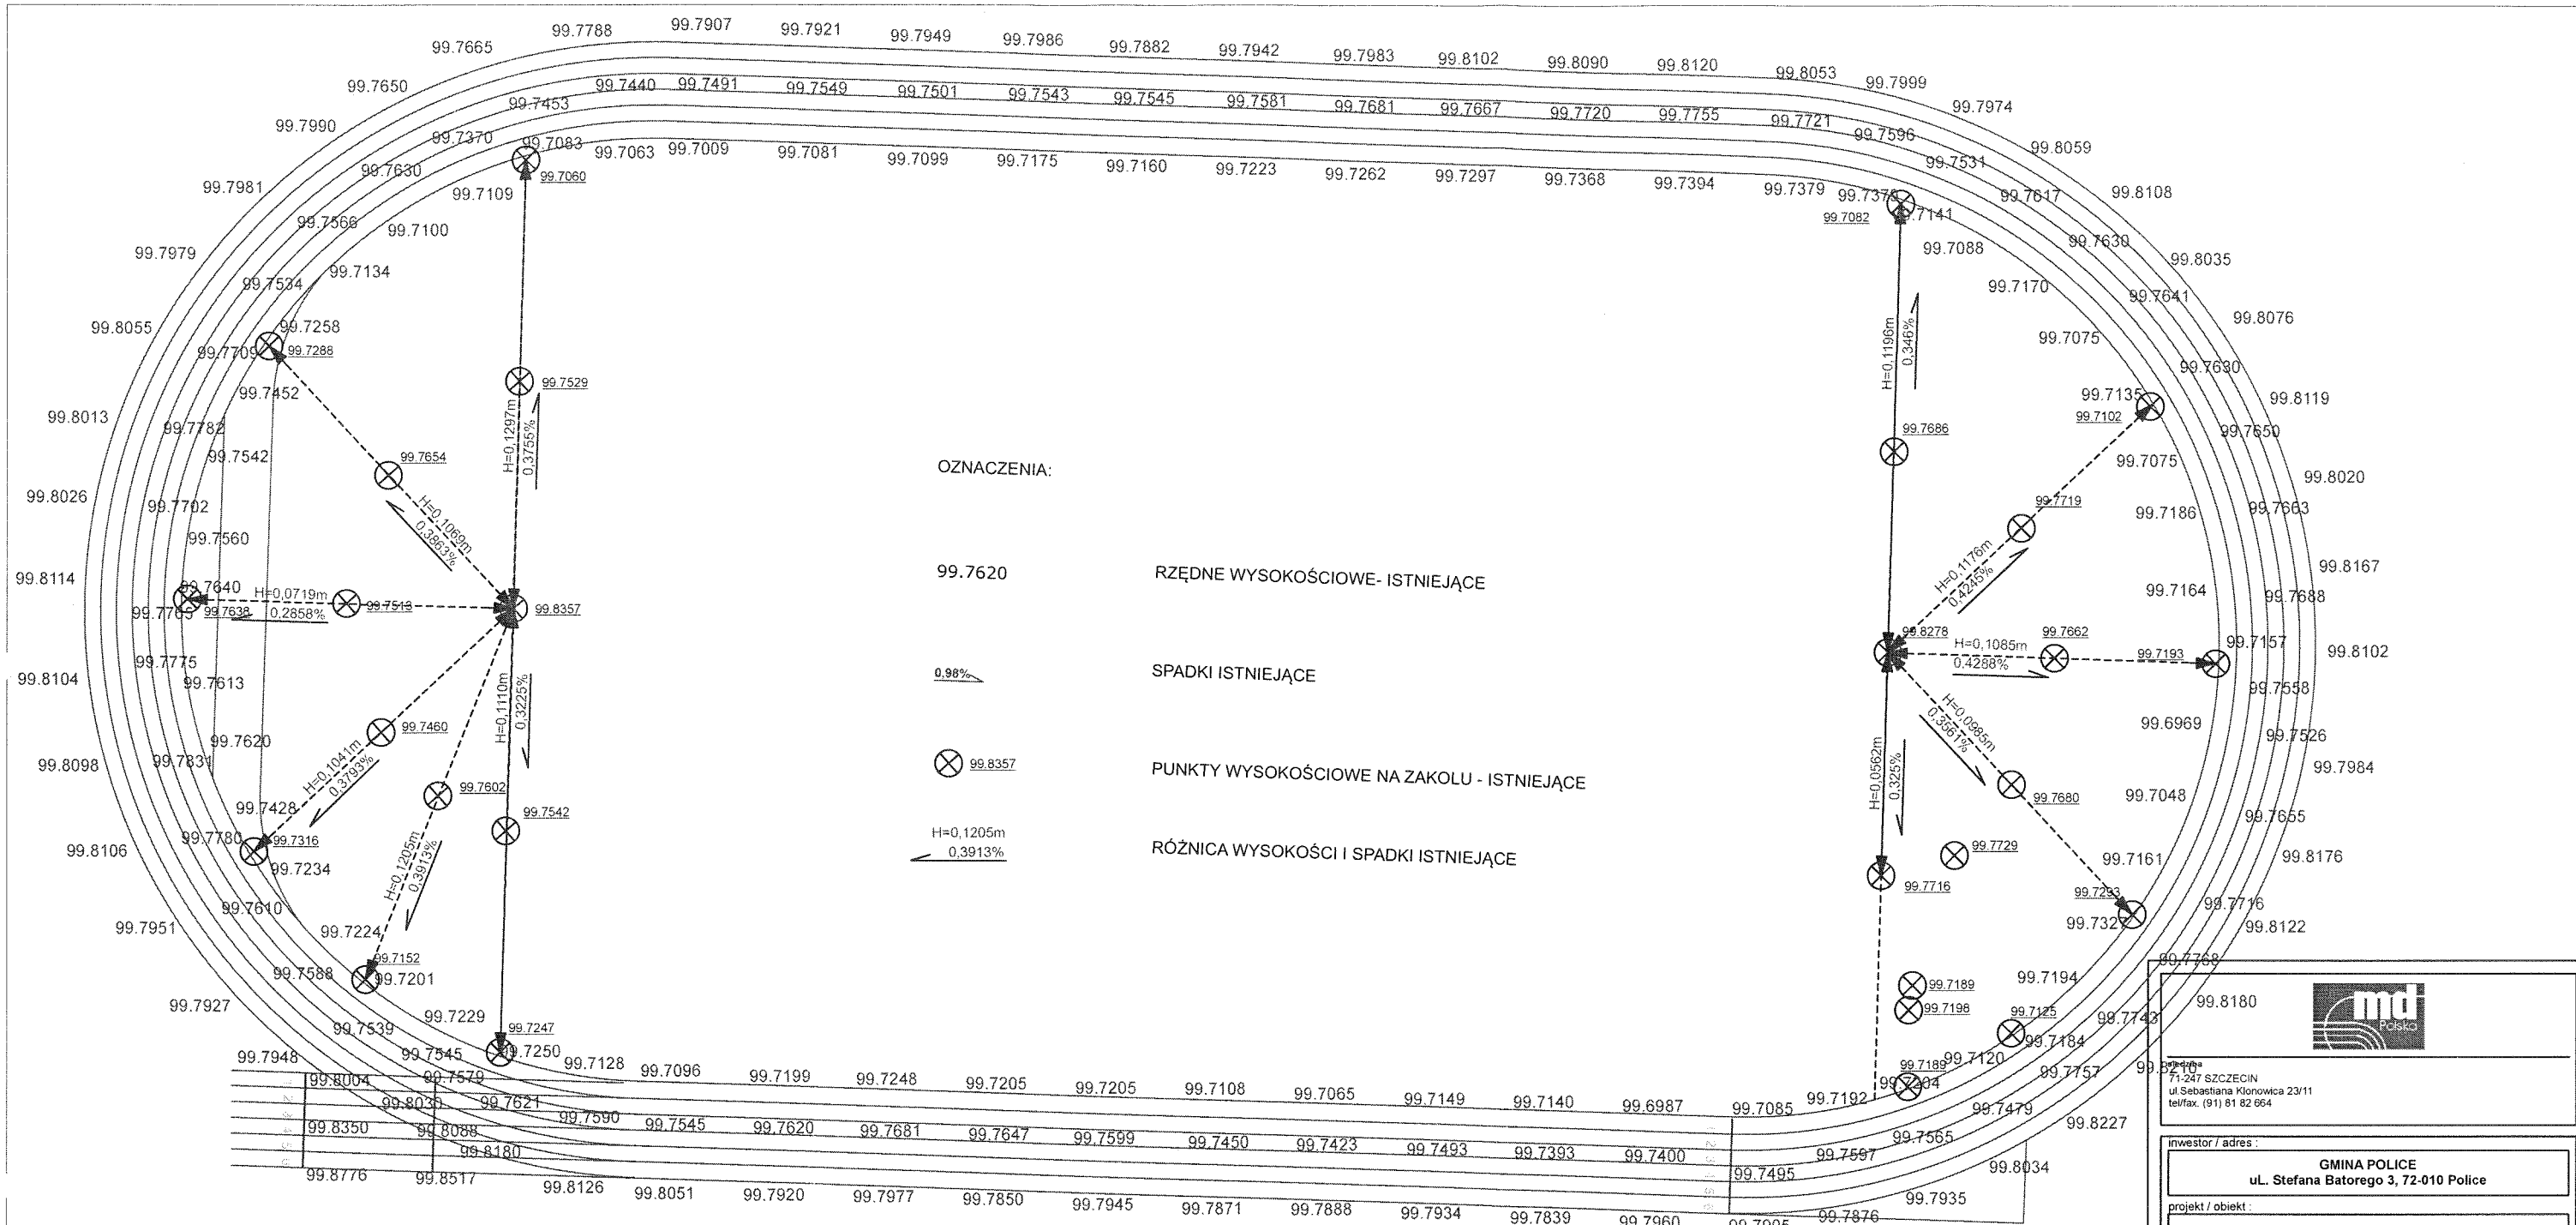 99.7665 99.7788 99.7907 99.7921 99.7949 99.7986 99.7882 99.7942 99.7983 99.8102 99.8090 99.8120 99.8053 99.7999 99.7974
99.7650 99.7453 99.7440 99.7491 99.7549 99.7501 99.7543 99.7545 99.7581 99.7681 99.7667 99.7720 99.7755 99.7721 99.7596 99.7531 99.8059
99.7990 99.7370 99.7083 99.7063 99.7009 99.7081 99.7099 99.7175 99.7160 99.7223 99.7262 99.7297 99.7368 99.7394 99.7379 99.7379 99.7617 99.8108
99.7981 99.7630 99.7109 99.7060 99.7082 99.7141
99.7979 99.7566 99.7100 99.7088 99.7630 99.8035
99.7534 99.7134 99.7170 99.7641
99.8055 99.7709 99.7258 99.7288 99.7075 99.8076
99.7452 99.7529 99.7630
H=0,1297m
0,3755%
H=0,1196m
0,346%
99.8013 99.7782 99.7135 99.7102 99.8119
99.7542 99.7654 99.7686 99.7075 99.7650
OZNACZENIA:
99.8026 99.7702 99.7719 99.7186 99.7663 99.8020
H=0,1069m
0,3863%
H=0,1176m
0,4245%
99.7560
99.8114 99.7640 99.7164 99.7688 99.8167
99.7620 RZĘDNE WYSOKOŚCIOWE- ISTNIEJĄCE
H=0,0719m
0,2858%
99.7638 99.7513 99.8357
99.8278 99.7662 99.7193 99.7157 99.8102
H=0,1085m
0,4288%
99.8104 99.7775 99.7613 99.7558
0,98% SPADKI ISTNIEJĄCE
H=0,1110m
0,3225%
H=0,0985m
0,3561%
99.8098 99.7831 99.7620 99.7460 99.6969 99.7526 99.7984
H=0,1041m
0,3793%
H=0,0562m
0,325%
99.8357 PUNKTY WYSOKOŚCIOWE NA ZAKOLU - ISTNIEJĄCE
99.7428 99.7602 99.7542 99.7680 99.7048 99.7655
99.8106 99.7780 99.7316 99.7234 99.7729 99.7161 99.8176
H=0,1205m
0,3913% RÓŻNICA WYSOKOŚCI I SPADKI ISTNIEJĄCE
H=0,1205m
0,3913%
99.7951 99.7610 99.7224 99.7716 99.7293 99.7327 99.7716 99.8122
99.7927 99.7588 99.7152 99.7201 99.7189 99.7194 99.7768 99.8180
99.7539 99.7229 99.7247 99.7198 99.7125 99.7743
99.7948 99.7545 99.7250 99.7128 99.7096 99.7199 99.7248 99.7205 99.7205 99.7108 99.7065 99.7149 99.7140 99.6987 99.7085 99.7192 99.7189 99.7204 99.7120 99.7184 99.7757 99.8210
99.8004 99.7579
99.8030 99.7621 99.7590 99.7545 99.7620 99.7681 99.7647 99.7599 99.7450 99.7423 99.7493 99.7393 99.7400 99.7495 99.7597 99.7565 99.7479 99.8227
99.8350 99.8088 99.8180
99.8776 99.8517 99.8126 99.8051 99.7920 99.7977 99.7850 99.7945 99.7871 99.7888 99.7934 99.7839 99.7960 99.7905 99.7876 99.7935 99.8034
md
Polska
71-247 SZCZECIN
ul.Sebastiana Klonowica 23/11
tel/fax. (91) 81 82 664
inwestor / adres :
GMINA POLICE
uL. Stefana Batorego 3, 72-010 Police
projekt / obiekt :